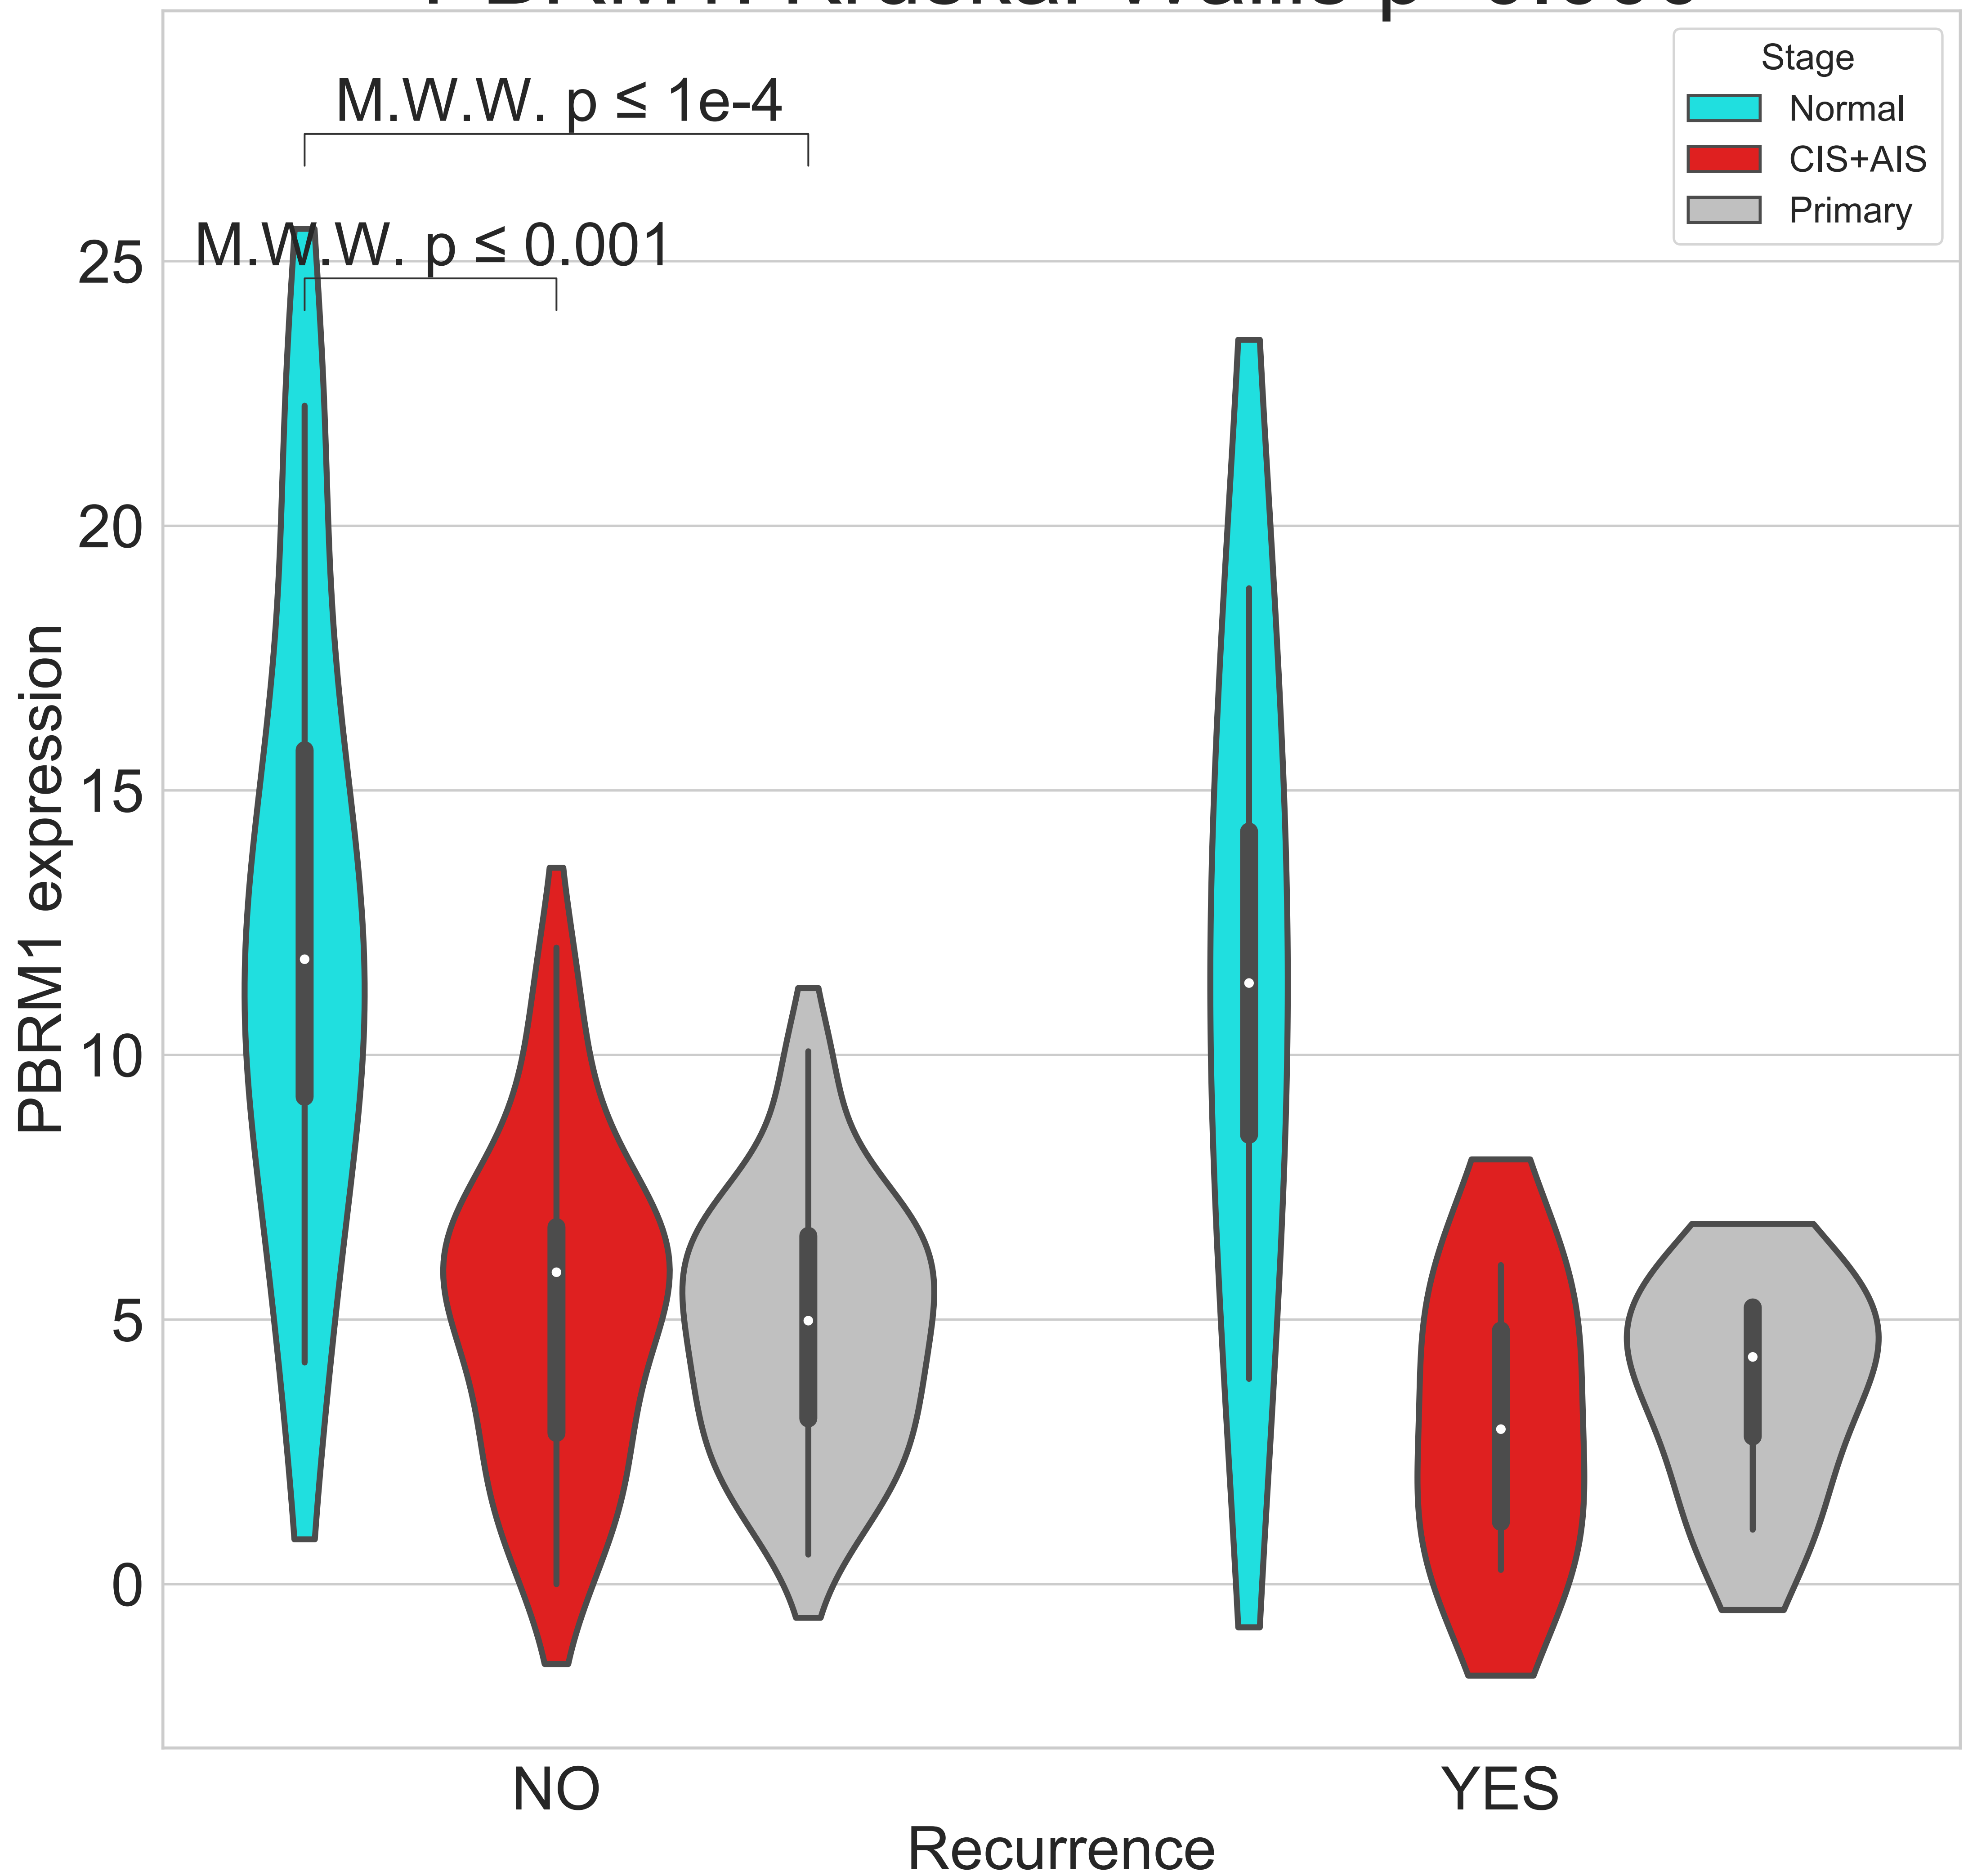 Stage
Normal
CIS+AIS
Primary
M.W.W. p ≤ 1e-4
M.W.W. p ≤ 0.001
25
20
15
10
5
0
PBRM1 expression
NO
YES
Recurrence